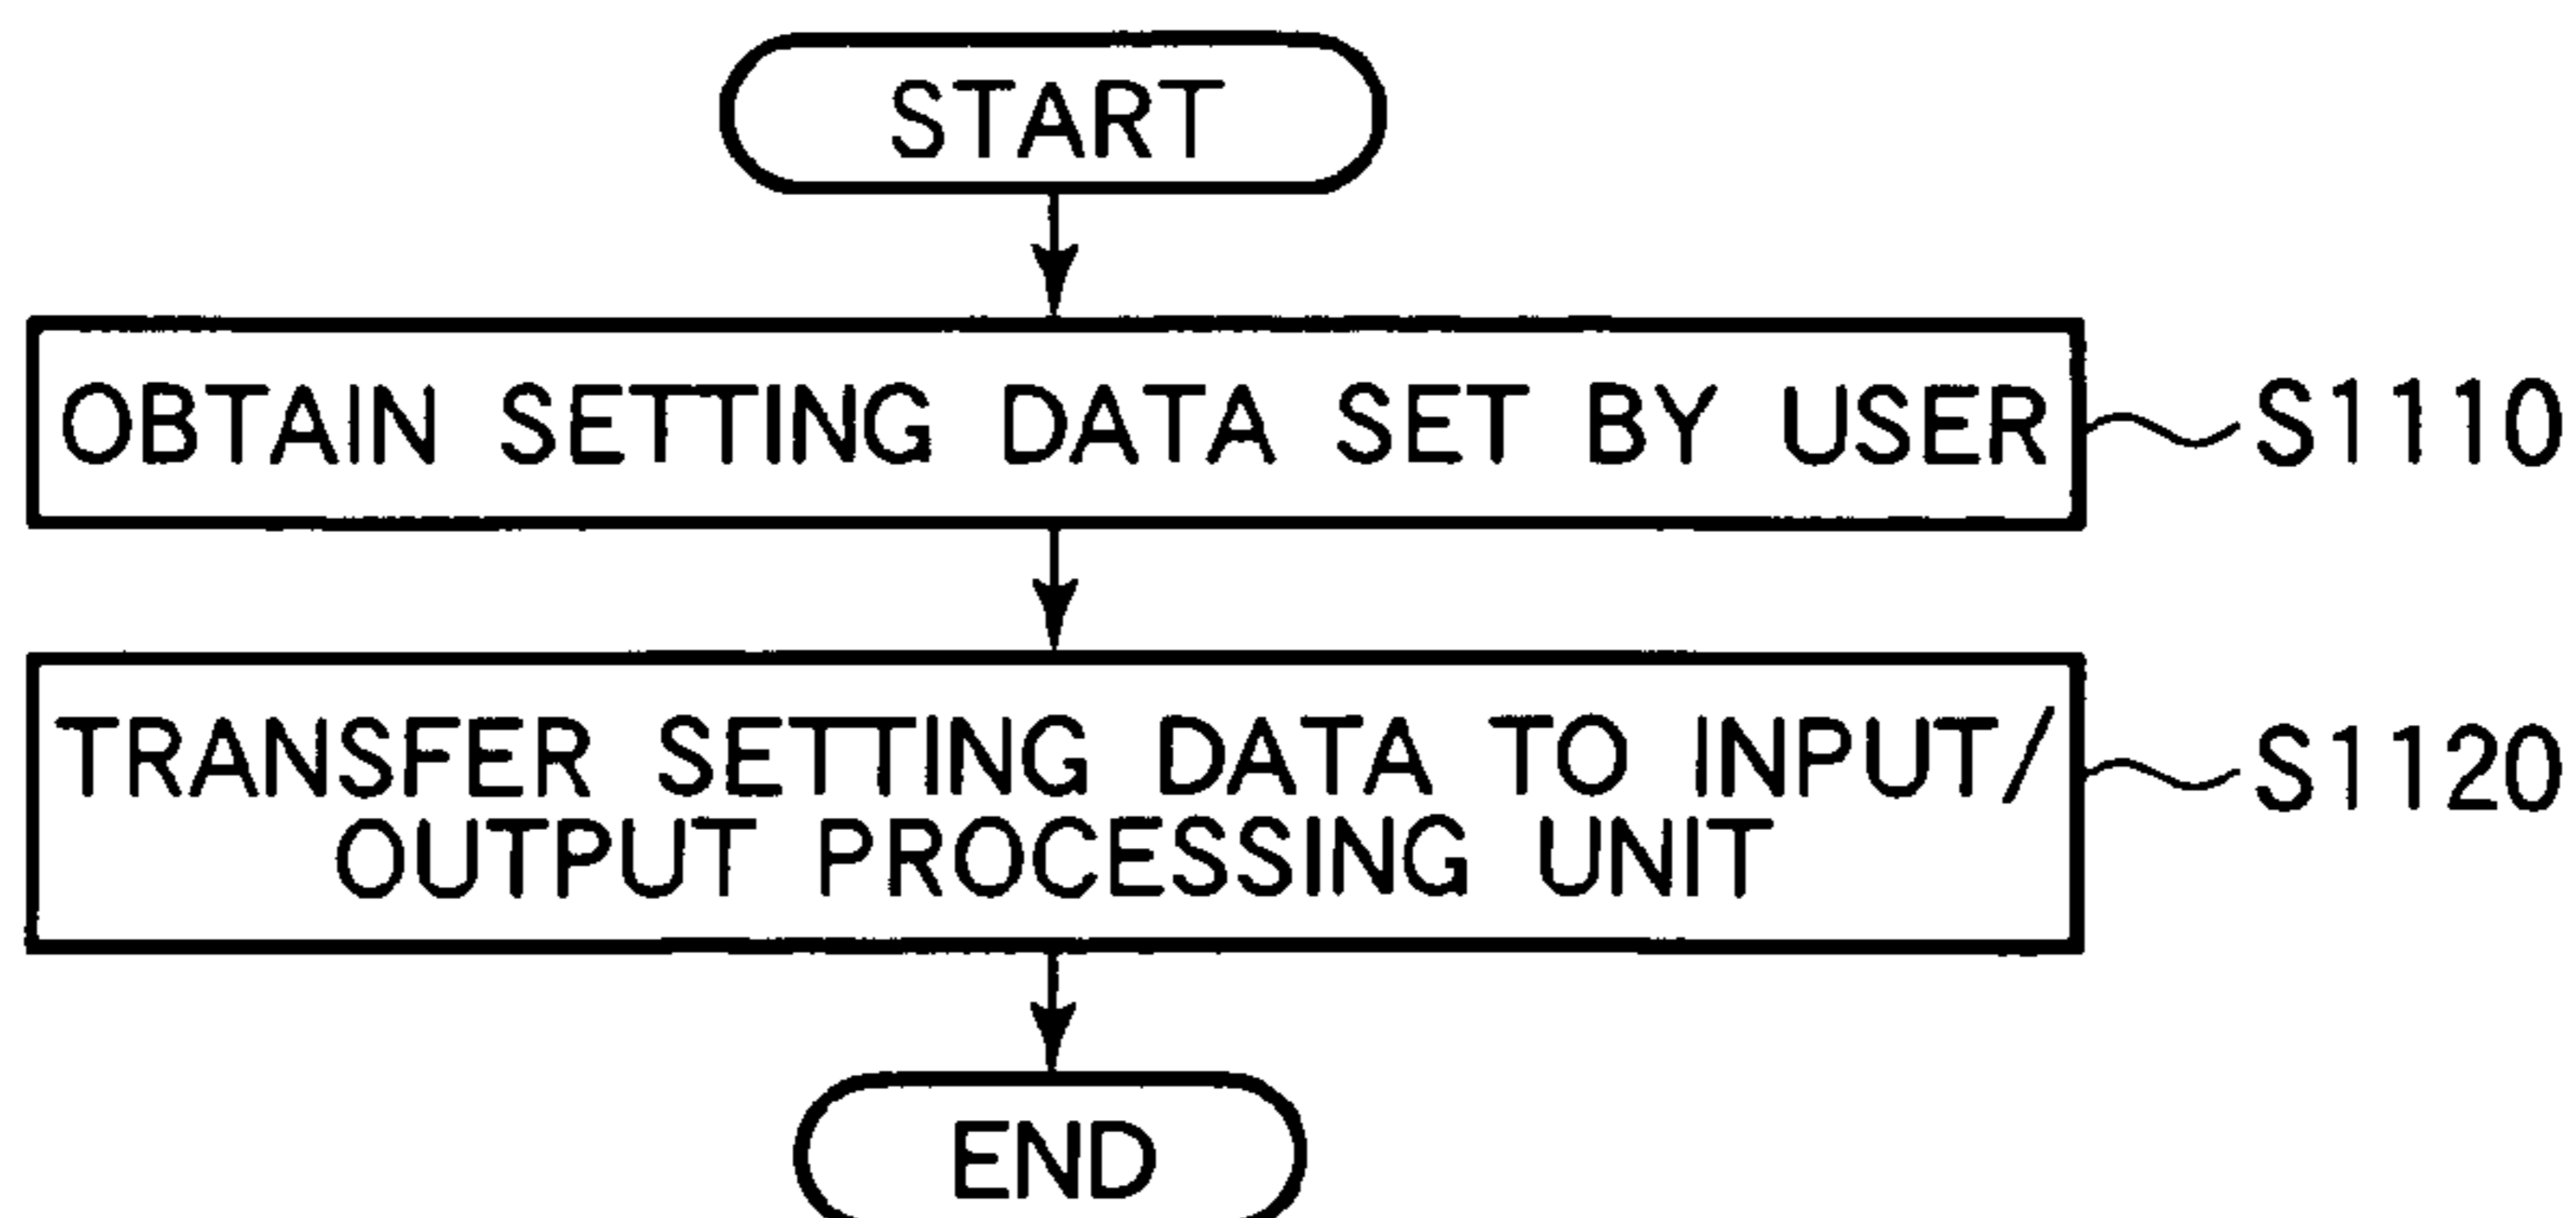 START
OBTAIN SETTING DATA SET BY USER
S1110
TRANSFER SETTING DATA TO INPUT/
OUTPUT PROCESSING UNIT
S1120
END